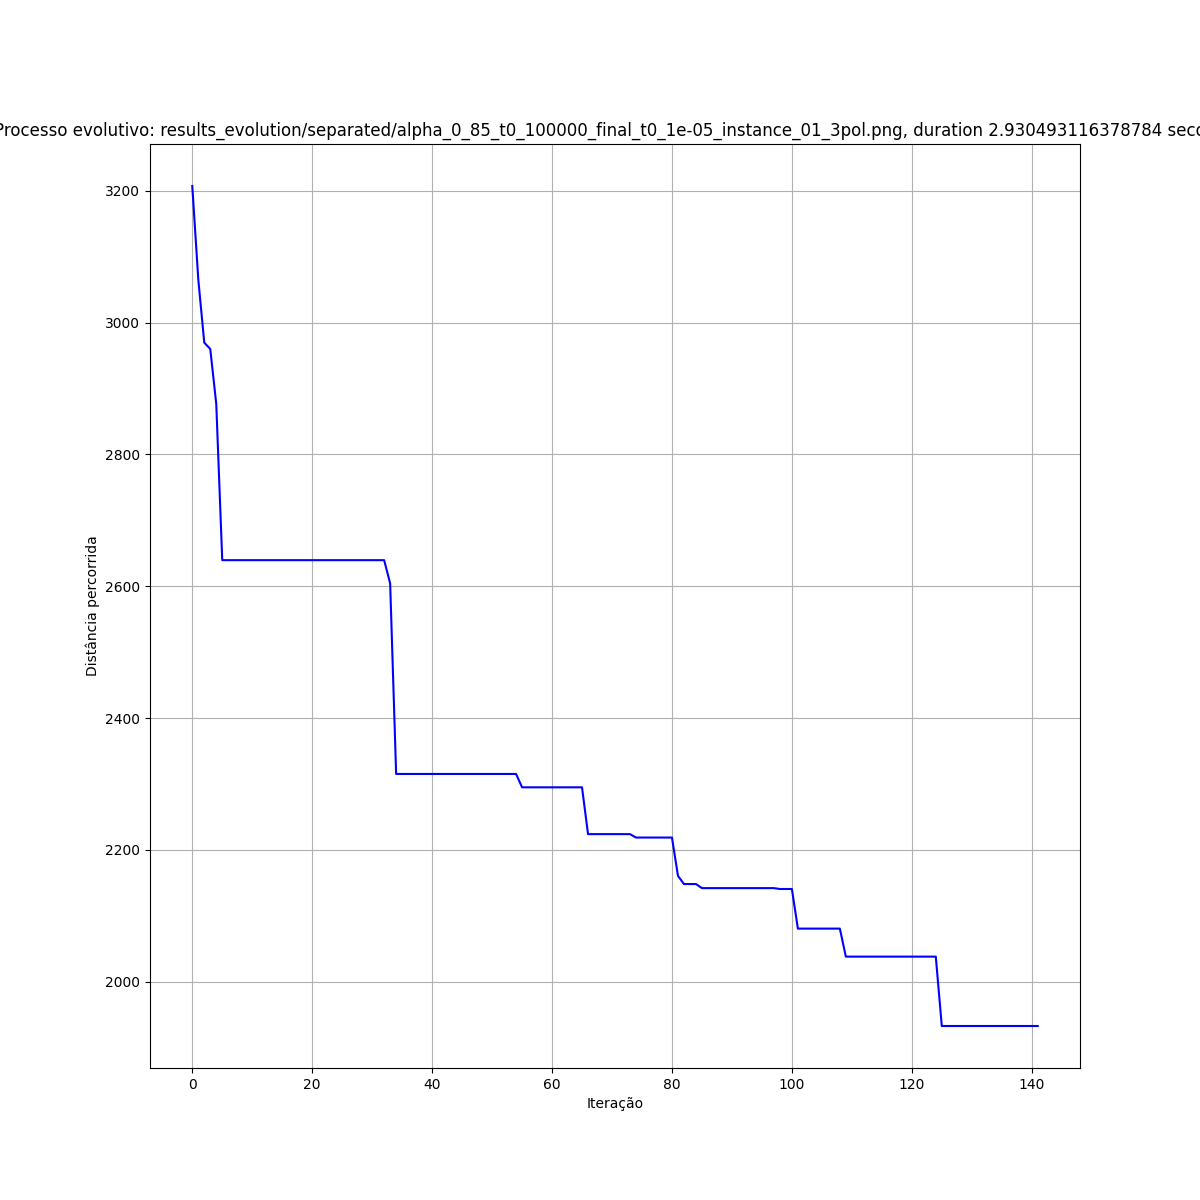 Processo evolutivo: results_evolution/separated/alpha_0_85_t0_100000_final_t0_1e-05_instance_01_3pol.png, duration 2.930493116378784
3200
3000
2800
2600
2400
2200
2000
Distância percorrida
0 20 40 60 80 100 120 140
Iteração